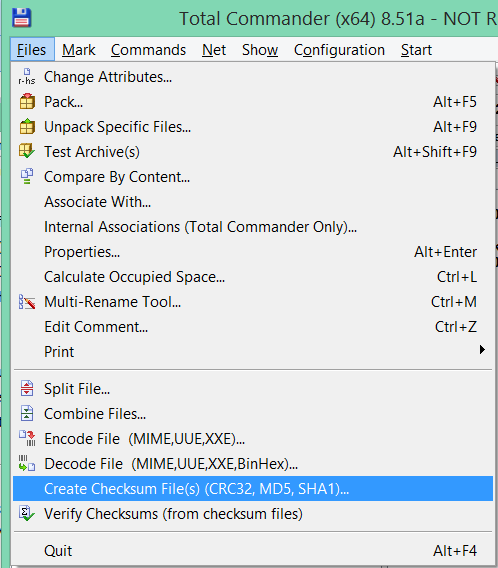 Total Commander (x64) 8.51a - NOT R
Files Mark Commands Net Show Configuration Start
r-hs Change Attributes...
Pack... Alt+F5
Unpack Specific Files... Alt+F9
Test Archive(s) Alt+Shift+F9
Compare By Content...
Associate With...
Internal Associations (Total Commander Only)...
Properties... Alt+Enter
Calculate Occupied Space... Ctrl+L
Multi-Rename Tool... Ctrl+M
Edit Comment... Ctrl+Z
Print
Split File...
Combine Files...
Encode File (MIME,UUE,XXE)...
Decode File (MIME,UUE,XXE,BinHex)...
Create Checksum File(s) (CRC32, MD5, SHA1)...
Verify Checksums (from checksum files)
Quit Alt+F4